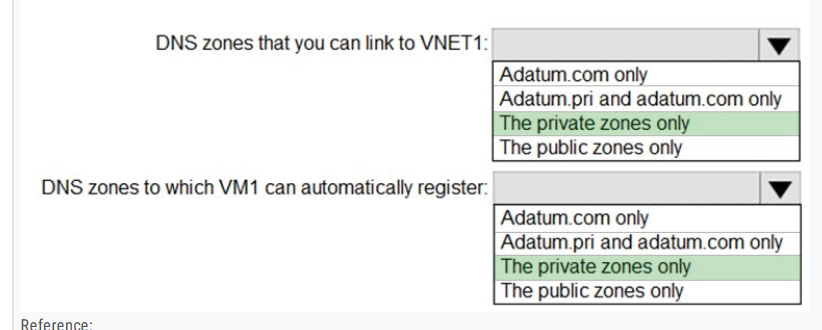 DNS zones that you can link to VNET1:
Adatum.com only
Adatum.pri and adatum.com only
The private zones only
The public zones only
DNS zones to which VM1 can automatically register:
Adatum.com only
Adatum.pri and adatum.com only
The private zones only
The public zones only
Reference: